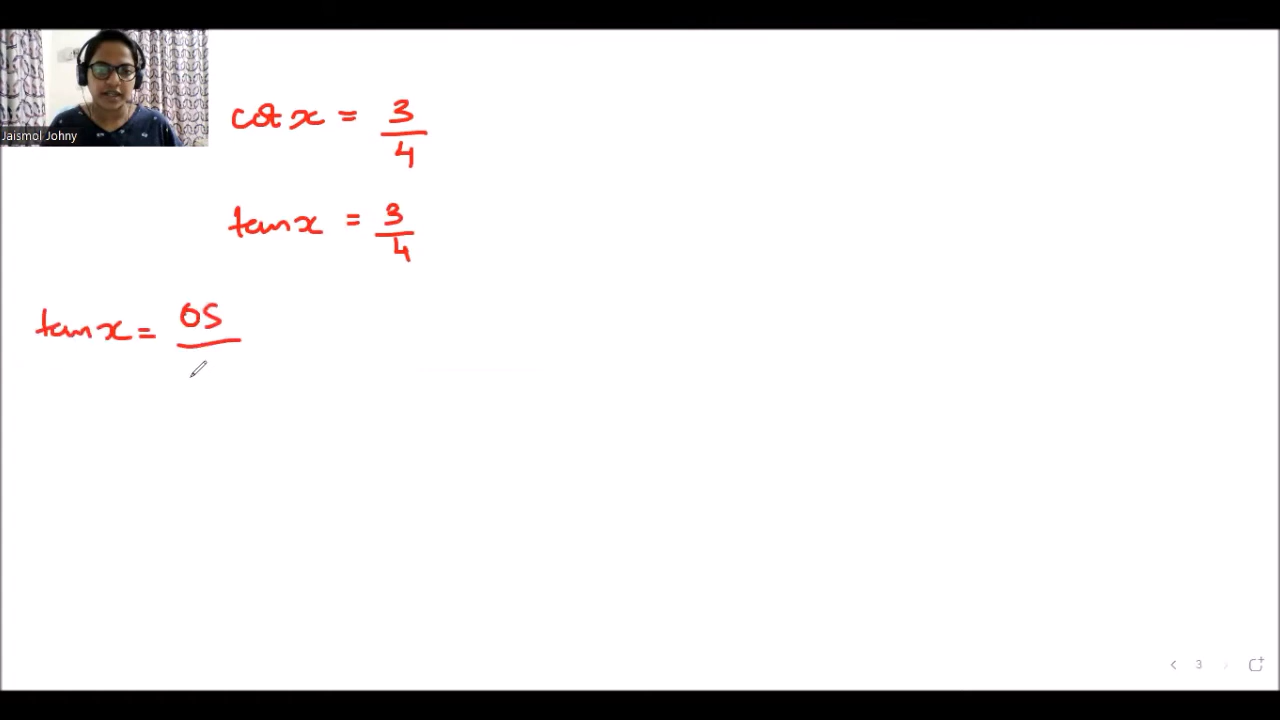 Jaismol Johny
cot x = 3/4
tan x = 3/4
tan x = OS
3